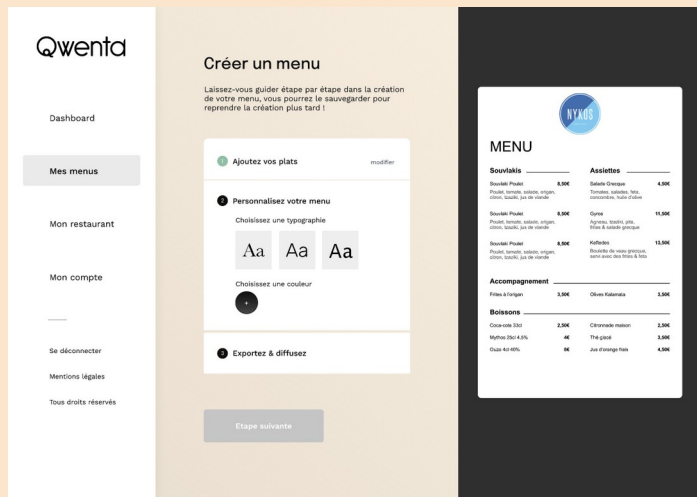 Qwenta
Dashboard
Mes menus
Mon restaurant
Mon compte
Se déconnecter
Mentions légales
Tous droits réservés
Créer un menu
Laissez-vous guider étape par étape dans la création
de votre menu, vous pourrez le sauvegarder pour
reprendre la création plus tard !
1 Ajoutez vos plats modifier
2 Personnalisez votre menu
Choisissez une typographie
Aa Aa Aa
Choisissez une couleur
+
3 Exportez & diffusez
Etape suivante
NYKOS
MENU
Souvlakis
Souvlaki Poulet 8,50€
Poulet, tomate, salade, origan,
citron, tzaziki, jus de viande
Souvlaki Poulet 8,50€
Poulet, tomate, salade, origan,
citron, tzaziki, jus de viande
Souvlaki Poulet 8,50€
Poulet, tomate, salade, origan,
citron, tzaziki, jus de viande
Assiettes
Salade Grecque 4,50€
Tomates, salades, feta,
concombre, huile d'olive
Gyros 11,50€
Agneau, tzaziki, pita,
frites & salade grecque
Keftedes 13,50€
Boulette de veau grecque,
servi avec des frites & feta
Accompagnement
Frites à l'origan 3,50€ Olives Kalamata 3,50€
Boissons
Coca-cola 33cl 2,50€ Citronnade maison 2,50€
Mythos 25cl 4,5% 4€ Thé glacé 3,50€
Ouzo 4cl 40% 5€ Jus d'orange frais 4,50€